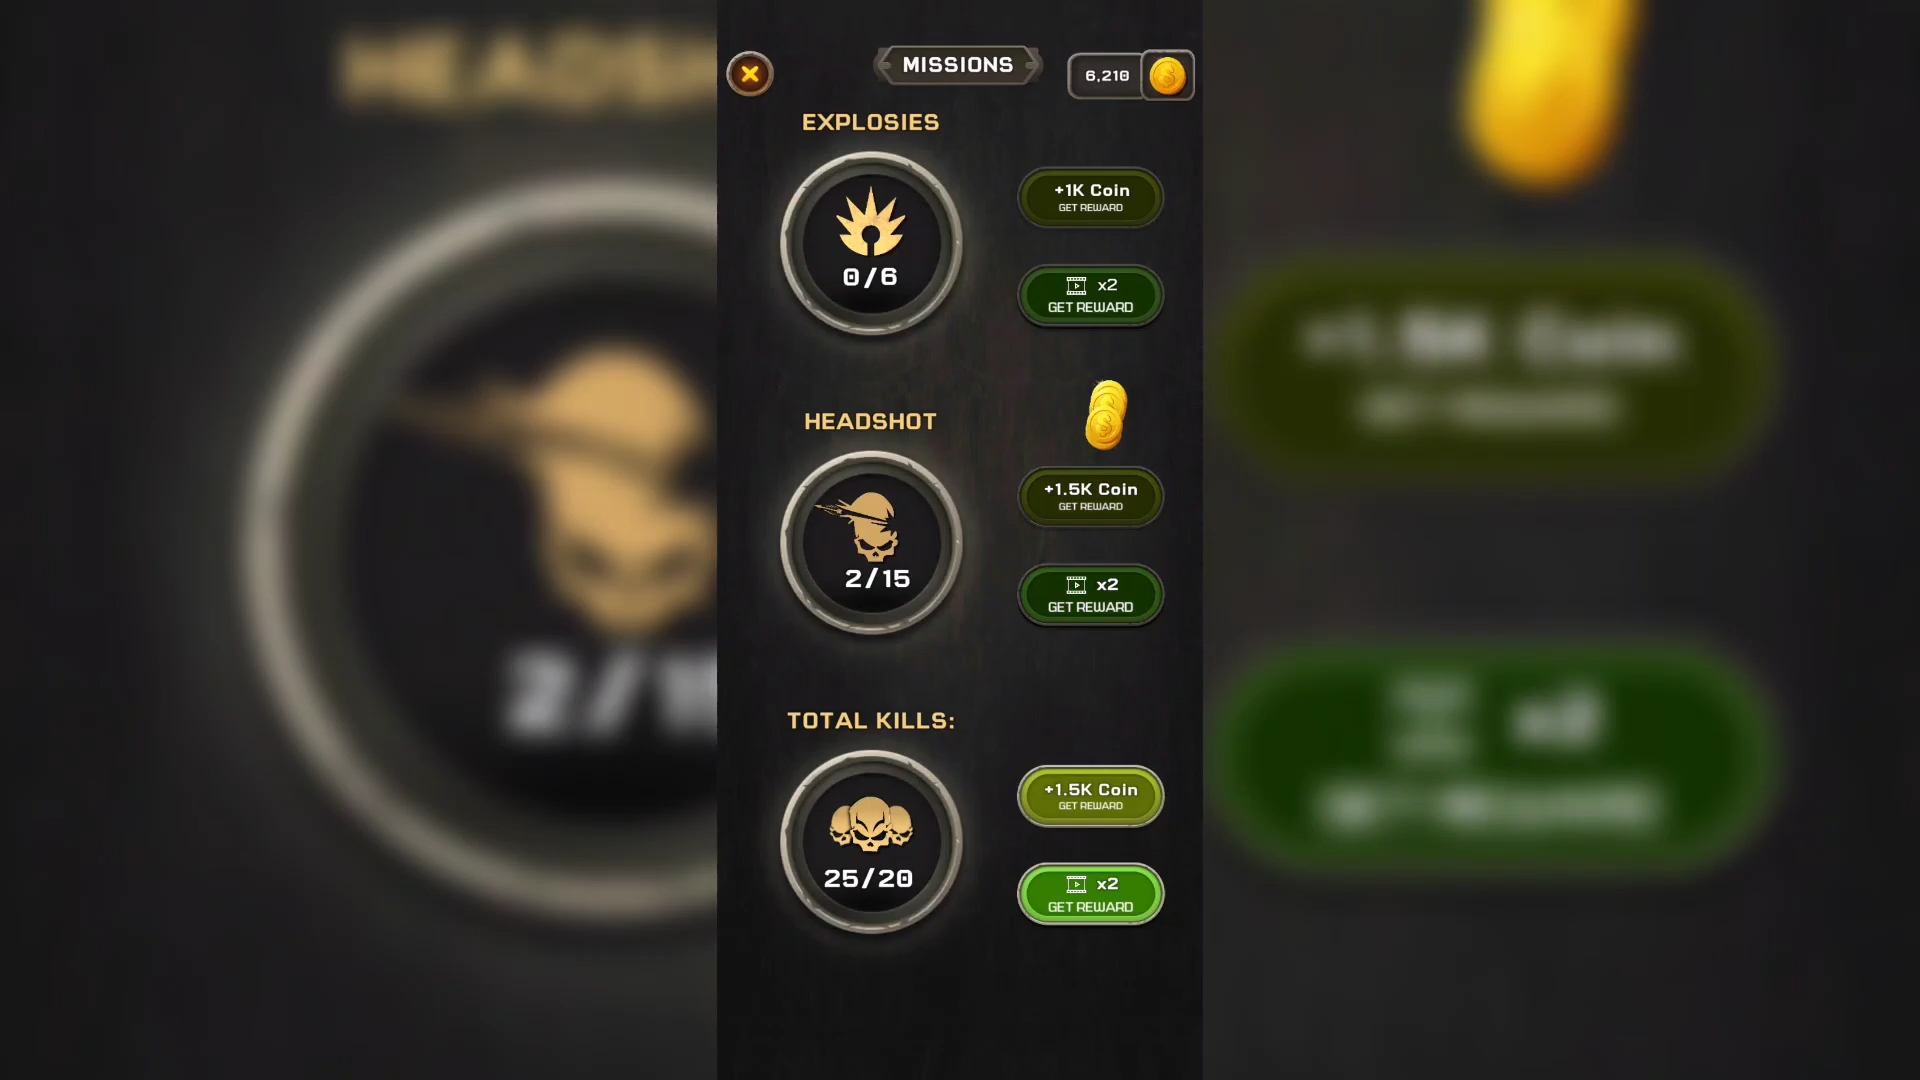 MISSIONS
6,210
EXPLOSIES
0/6
+1K Coin
GET REWARD
x2
GET REWARD
HEADSHOT
2/15
+1.5K Coin
GET REWARD
x2
GET REWARD
TOTAL KILLS:
25/20
+1.5K Coin
GET REWARD
x2
GET REWARD